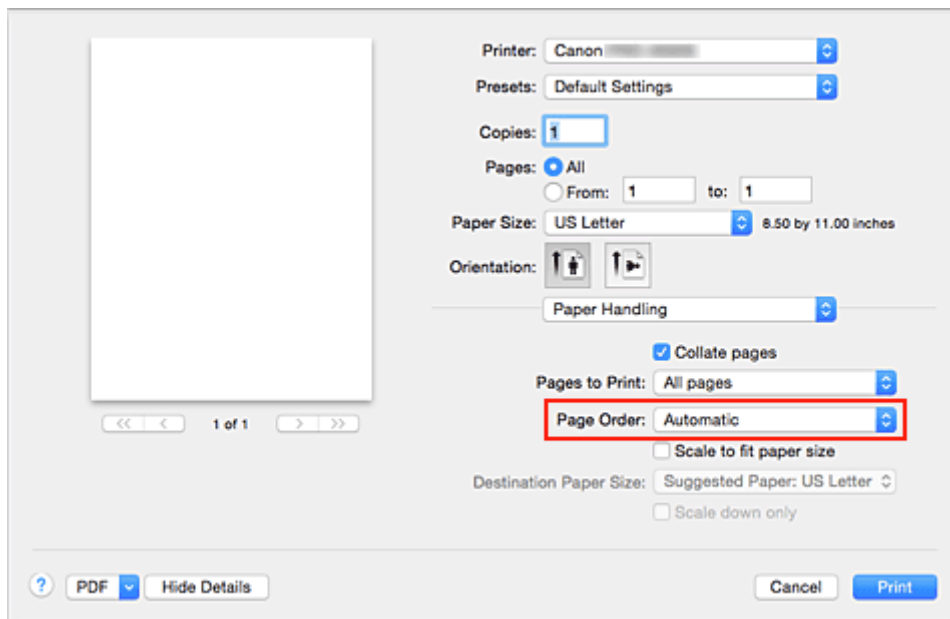 Printer: Canon
Presets: Default Settings
Copies: 1
Pages: All
From: 1 to: 1
Paper Size: US Letter 8.50 by 11.00 inches
Orientation:
Paper Handling
Collate pages
Pages to Print: All pages
1 of 1
Page Order: Automatic
Scale to fit paper size
Destination Paper Size: Suggested Paper: US Letter
Scale down only
? PDF Hide Details Cancel Print